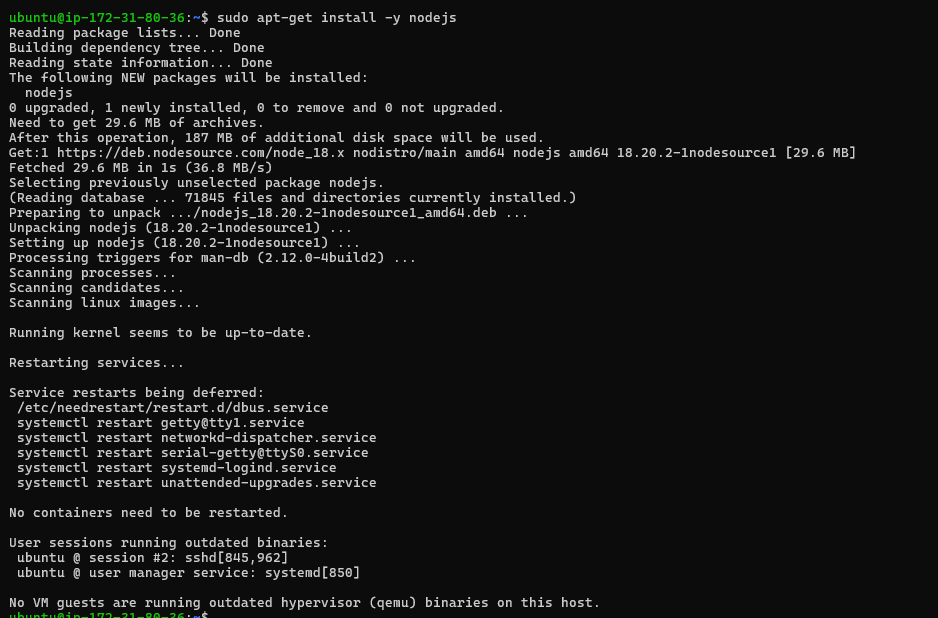 ubuntu@ip-172-31-80-36:~$ sudo apt-get install -y nodejs
Reading package lists... Done
Building dependency tree... Done
Reading state information... Done
The following NEW packages will be installed:
  nodejs
0 upgraded, 1 newly installed, 0 to remove and 0 not upgraded.
Need to get 29.6 MB of archives.
After this operation, 187 MB of additional disk space will be used.
Get:1 https://deb.nodesource.com/node_18.x nodistro/main amd64 nodejs amd64 18.20.2-1nodesource1 [29.6 MB]
Fetched 29.6 MB in 1s (36.8 MB/s)
Selecting previously unselected package nodejs.
(Reading database ... 71845 files and directories currently installed.)
Preparing to unpack .../nodejs_18.20.2-1nodesource1_amd64.deb ...
Unpacking nodejs (18.20.2-1nodesource1) ...
Setting up nodejs (18.20.2-1nodesource1) ...
Processing triggers for man-db (2.12.0-4build2) ...
Scanning processes...
Scanning candidates...
Scanning linux images...

Running kernel seems to be up-to-date.

Restarting services...

Service restarts being deferred:
 /etc/needrestart/restart.d/dbus.service
 systemctl restart getty@tty1.service
 systemctl restart networkd-dispatcher.service
 systemctl restart serial-getty@ttyS0.service
 systemctl restart systemd-logind.service
 systemctl restart unattended-upgrades.service

No containers need to be restarted.

User sessions running outdated binaries:
 ubuntu @ session #2: sshd[845,962]
 ubuntu @ user manager service: systemd[850]

No VM guests are running outdated hypervisor (qemu) binaries on this host.
ubuntu@ip-172-31-80-36:~$